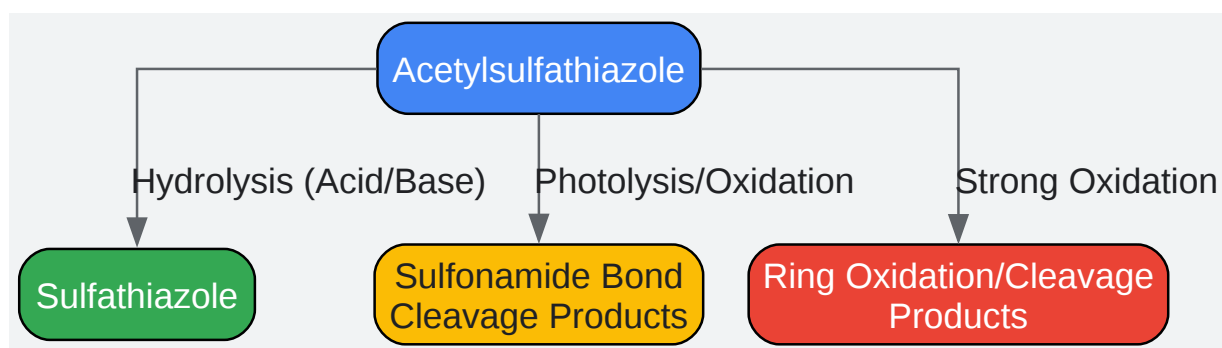 Acetylsulfathiazole
Hydrolysis (Acid/Base)
Photolysis/Oxidation
Strong Oxidation
Sulfathiazole
Sulfonamide Bond
Cleavage Products
Ring Oxidation/Cleavage
Products